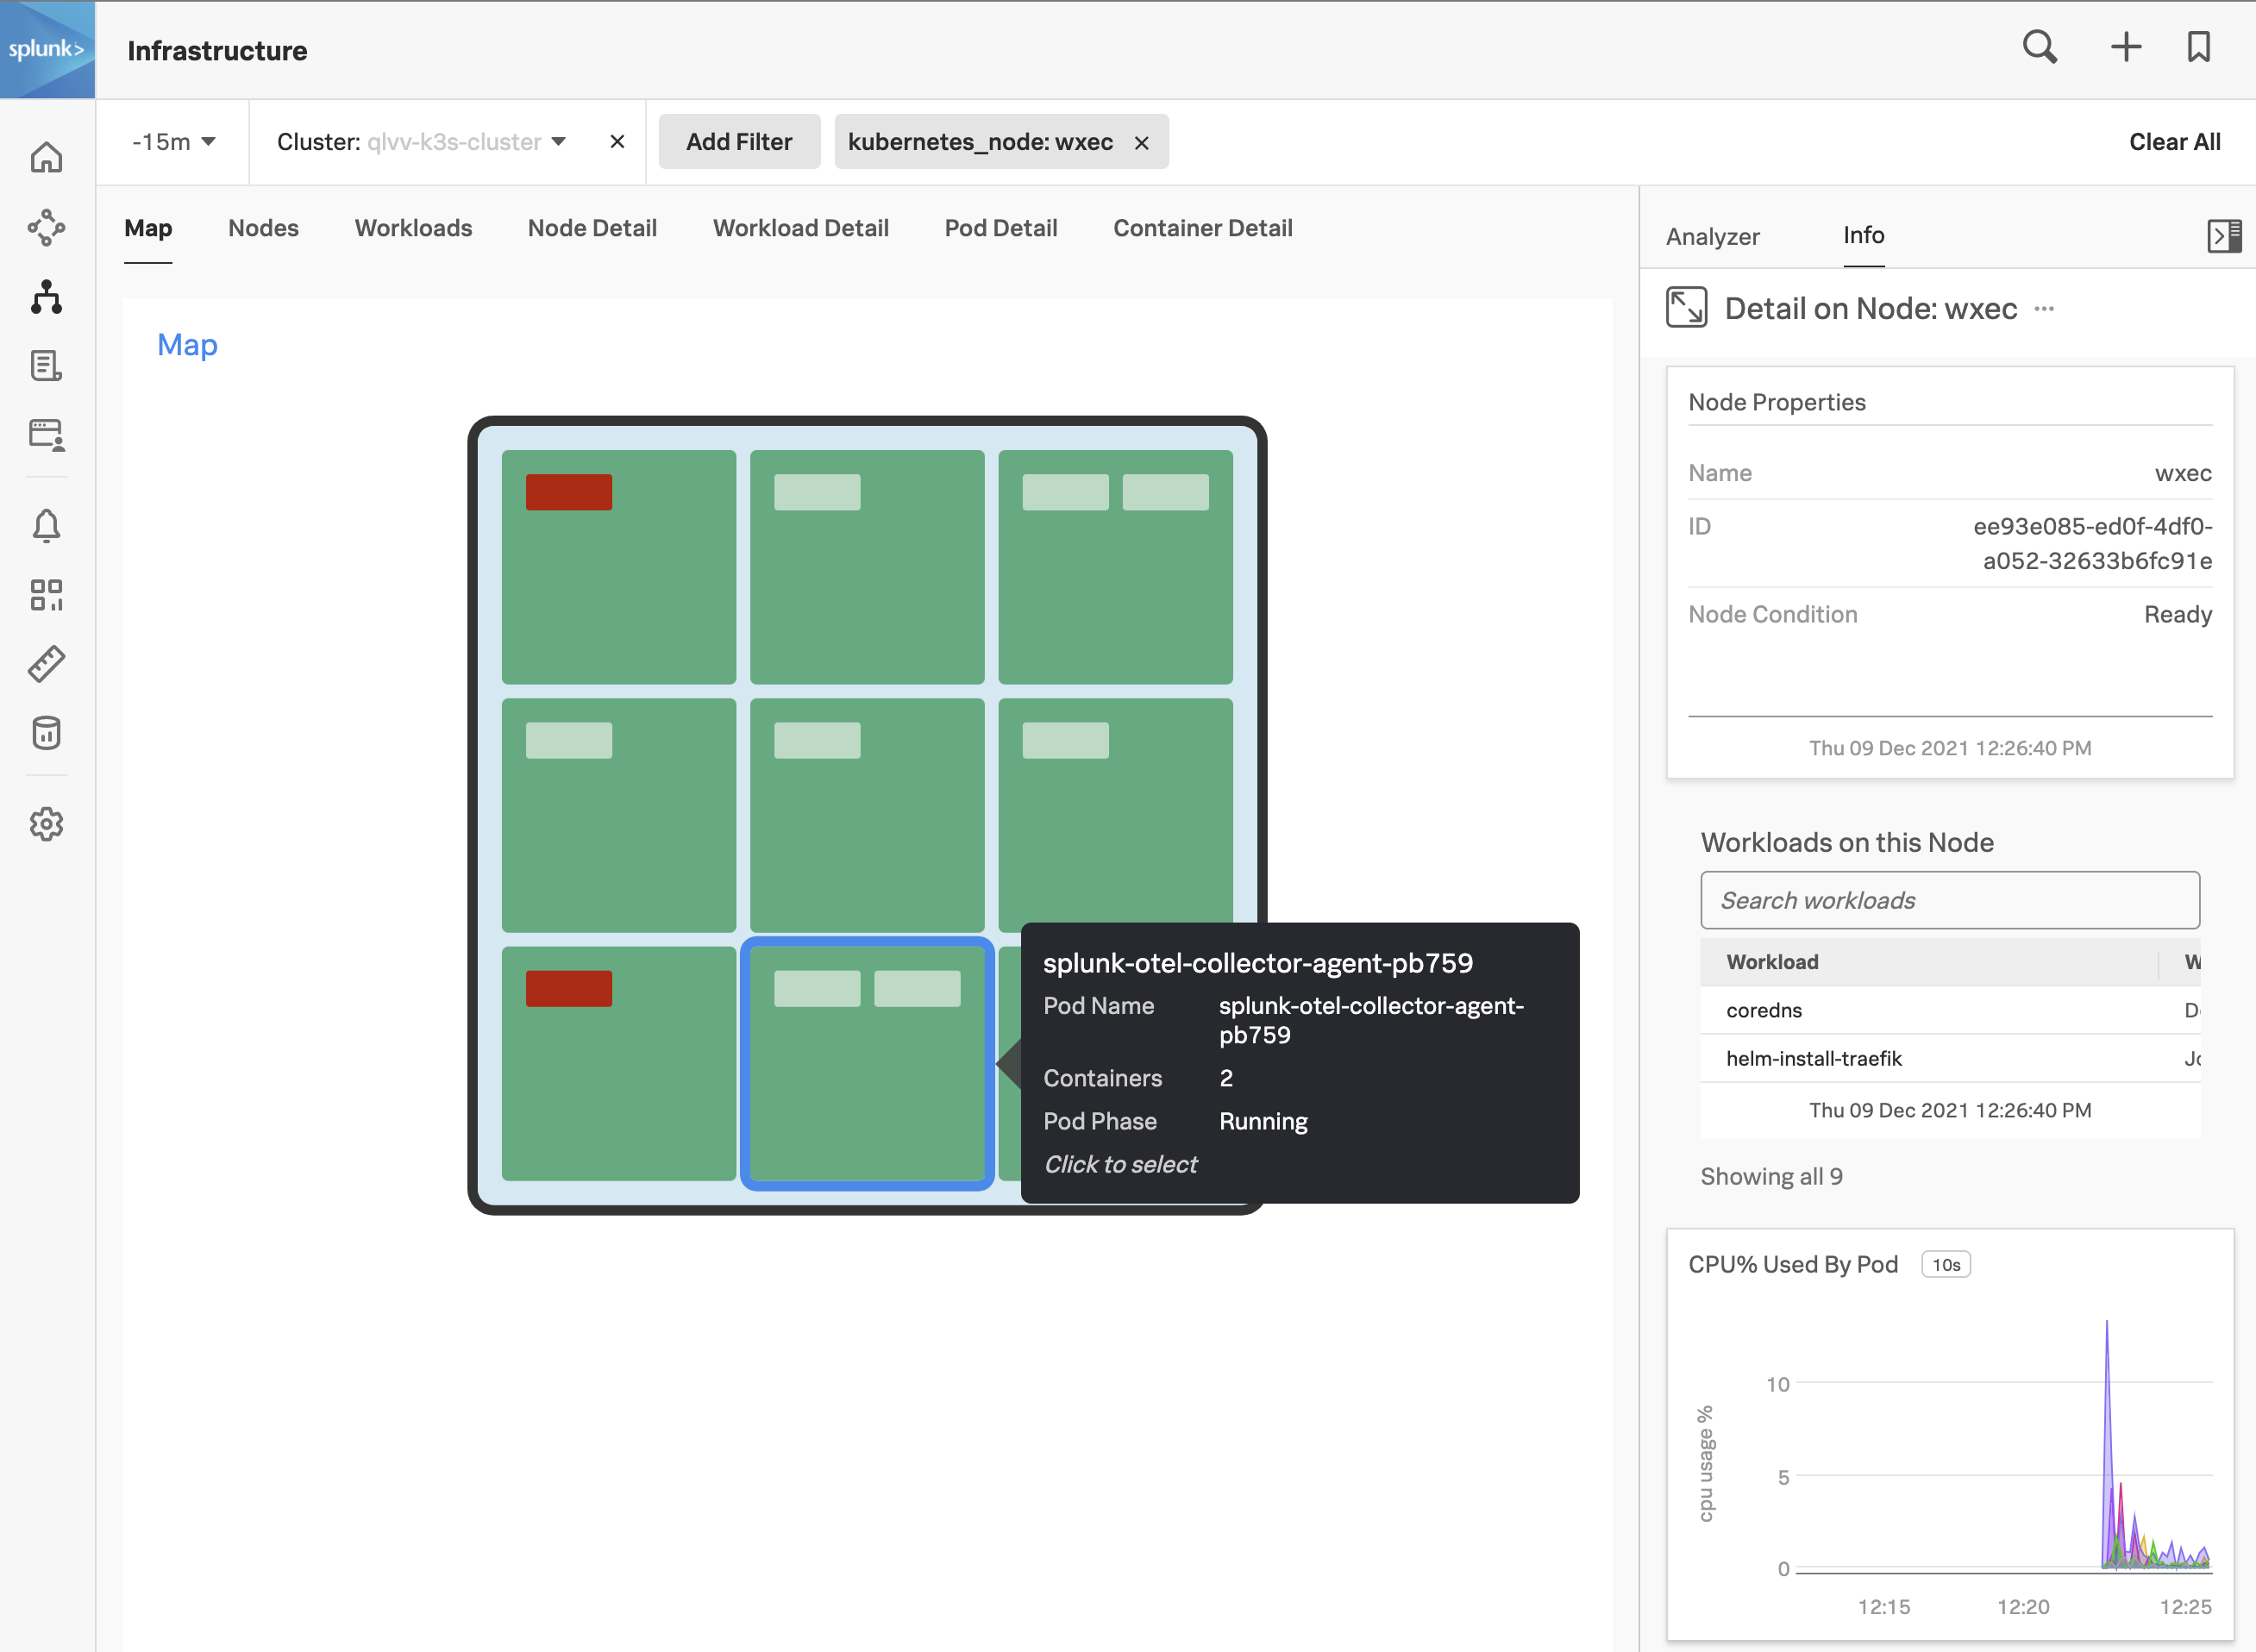 splunk>
Infrastructure
-15m
Cluster: qlvv-k3s-cluster
Add Filter
kubernetes_node: wxec
Clear All
Map
Nodes
Workloads
Node Detail
Workload Detail
Pod Detail
Container Detail
Map
splunk-otel-collector-agent-pb759
Pod Name splunk-otel-collector-agent-
pb759
Containers 2
Pod Phase Running
Click to select
Analyzer
Info
Detail on Node: wxec ···
Node Properties
Name wxec
ID ee93e085-ed0f-4df0-
a052-32633b6fc91e
Node Condition Ready
Thu 09 Dec 2021 12:26:40 PM
Workloads on this Node
Search workloads
Workload
coredns
helm-install-traefik
Thu 09 Dec 2021 12:26:40 PM
Showing all 9
CPU% Used By Pod 10s
cpu usage %
10
5
0
12:15 12:20 12:25